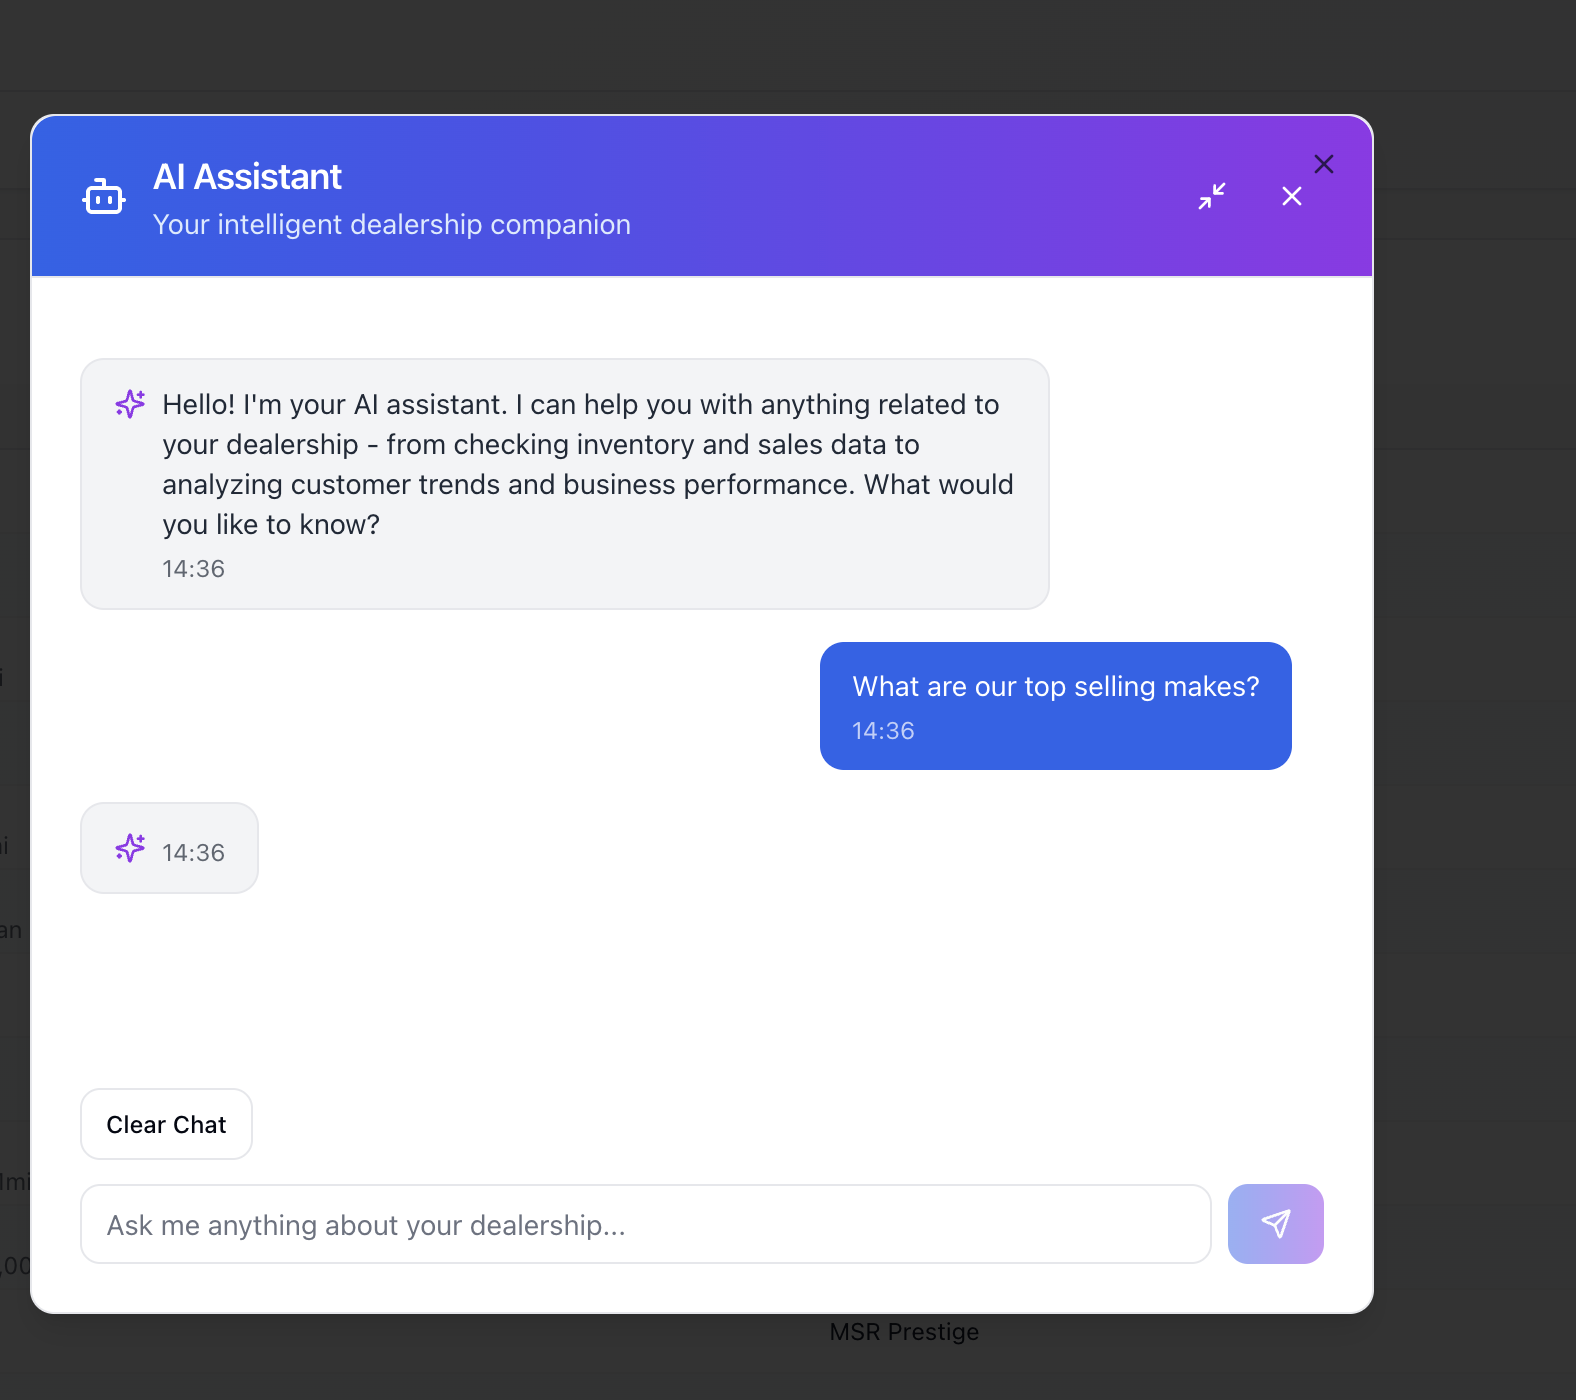 AI Assistant
Your intelligent dealership companion
Hello! I'm your AI assistant. I can help you with anything related to
your dealership - from checking inventory and sales data to
analyzing customer trends and business performance. What would
you like to know?
14:36
What are our top selling makes?
14:36
14:36
Clear Chat
Ask me anything about your dealership...
MSR Prestige